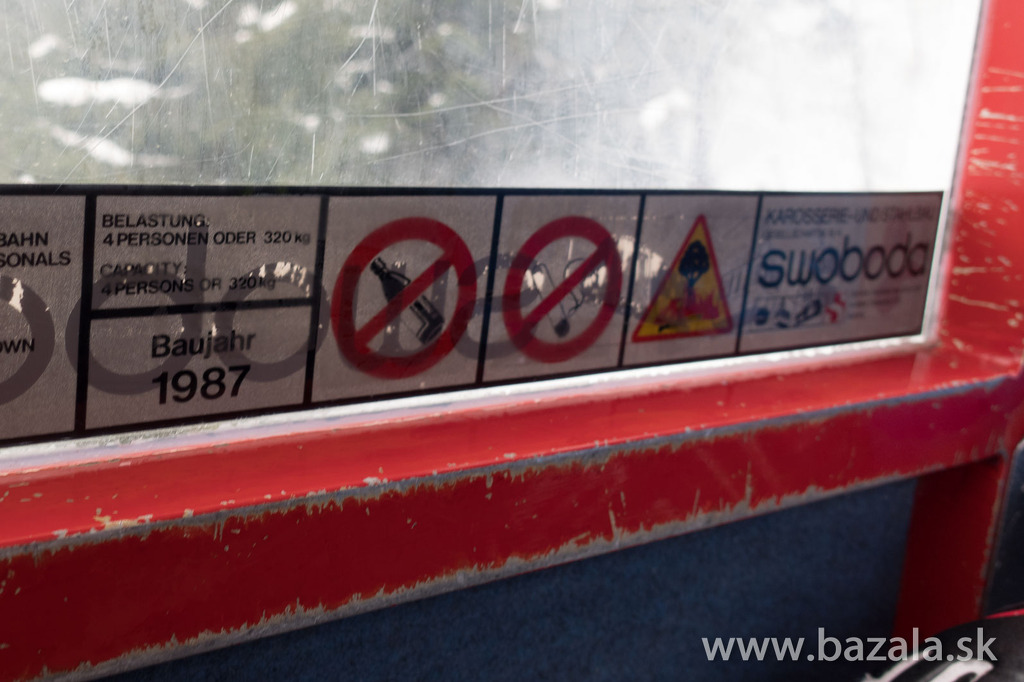 BAHN
SONALS
OWN
BELASTUNG:
4 PERSONEN ODER 320 kg
CAPACITY:
4 PERSONS OR 320 kg
Baujahr
1987
KAROSSERIE- UND STAHLBAU
swoboda
www.bazala.sk